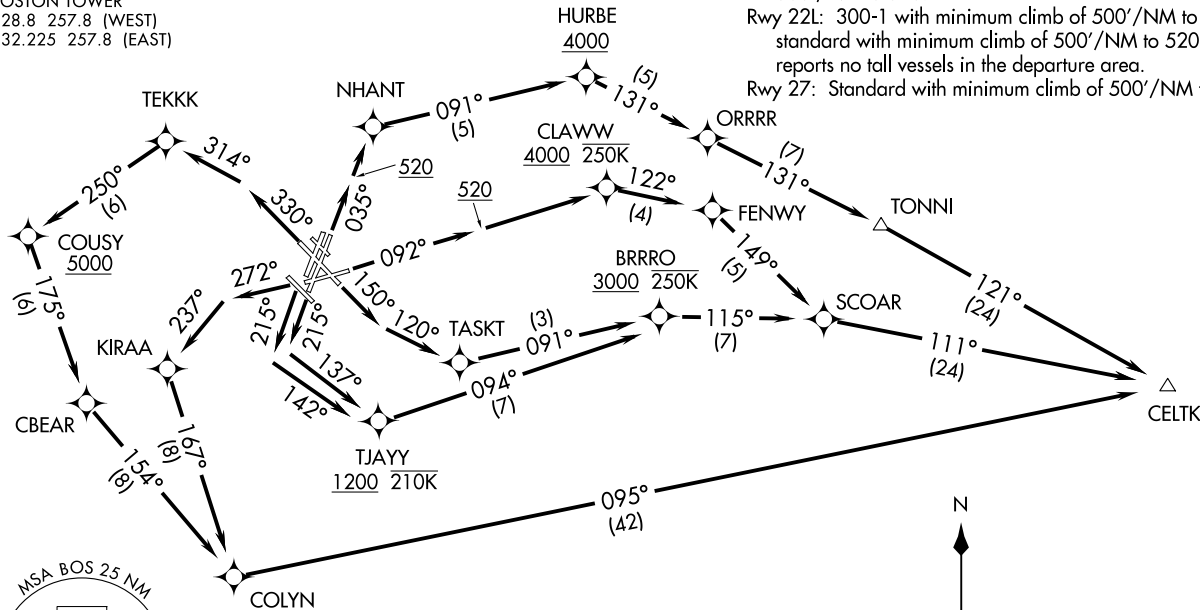 OSTON TOWER
28.8 257.8 (WEST)
32.225 257.8 (EAST)
Rwy 22L: 300-1 with minimum climb of 500'/NM to
standard with minimum climb of 500'/NM to 520
reports no tall vessels in the departure area.
Rwy 27: Standard with minimum climb of 500'/NM
HURBE
4000
(5)
131°
TEKKK
NHANT
091°
(5)
ORRRR
(7)
131°
CLAWW
4000 250K
314°
520
122°
(4)
250°
(6)
330°
035°
520
FENWY
TONNI
COUSY
5000
092°
149°
(5)
BRRRO
3000 250K
272°
150°
121°
(24)
175°
(6)
237°
215°
215°
120°
TASKT
(3)
091°
115°
(7)
SCOAR
KIRAA
111°
(24)
137°
142°
094°
(7)
CELTK
CBEAR
167°
(8)
154°
(8)
TJAYY
1200 210K
095°
(42)
N
MSA BOS 25 NM
COLYN